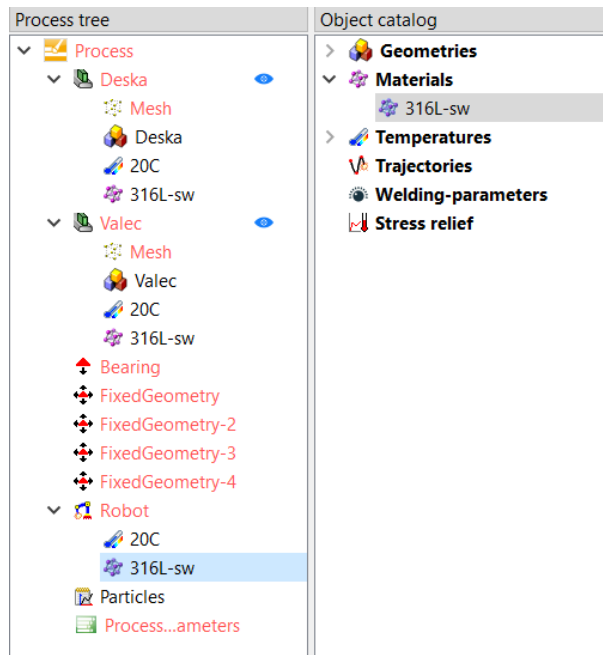 Process tree
Process
Deska
Mesh
Deska
20C
316L-sw
Valec
Mesh
Valec
20C
316L-sw
Bearing
FixedGeometry
FixedGeometry-2
FixedGeometry-3
FixedGeometry-4
Robot
20C
316L-sw
Particles
Process...ameters
Object catalog
Geometries
Materials
316L-sw
Temperatures
Trajectories
Welding-parameters
Stress relief